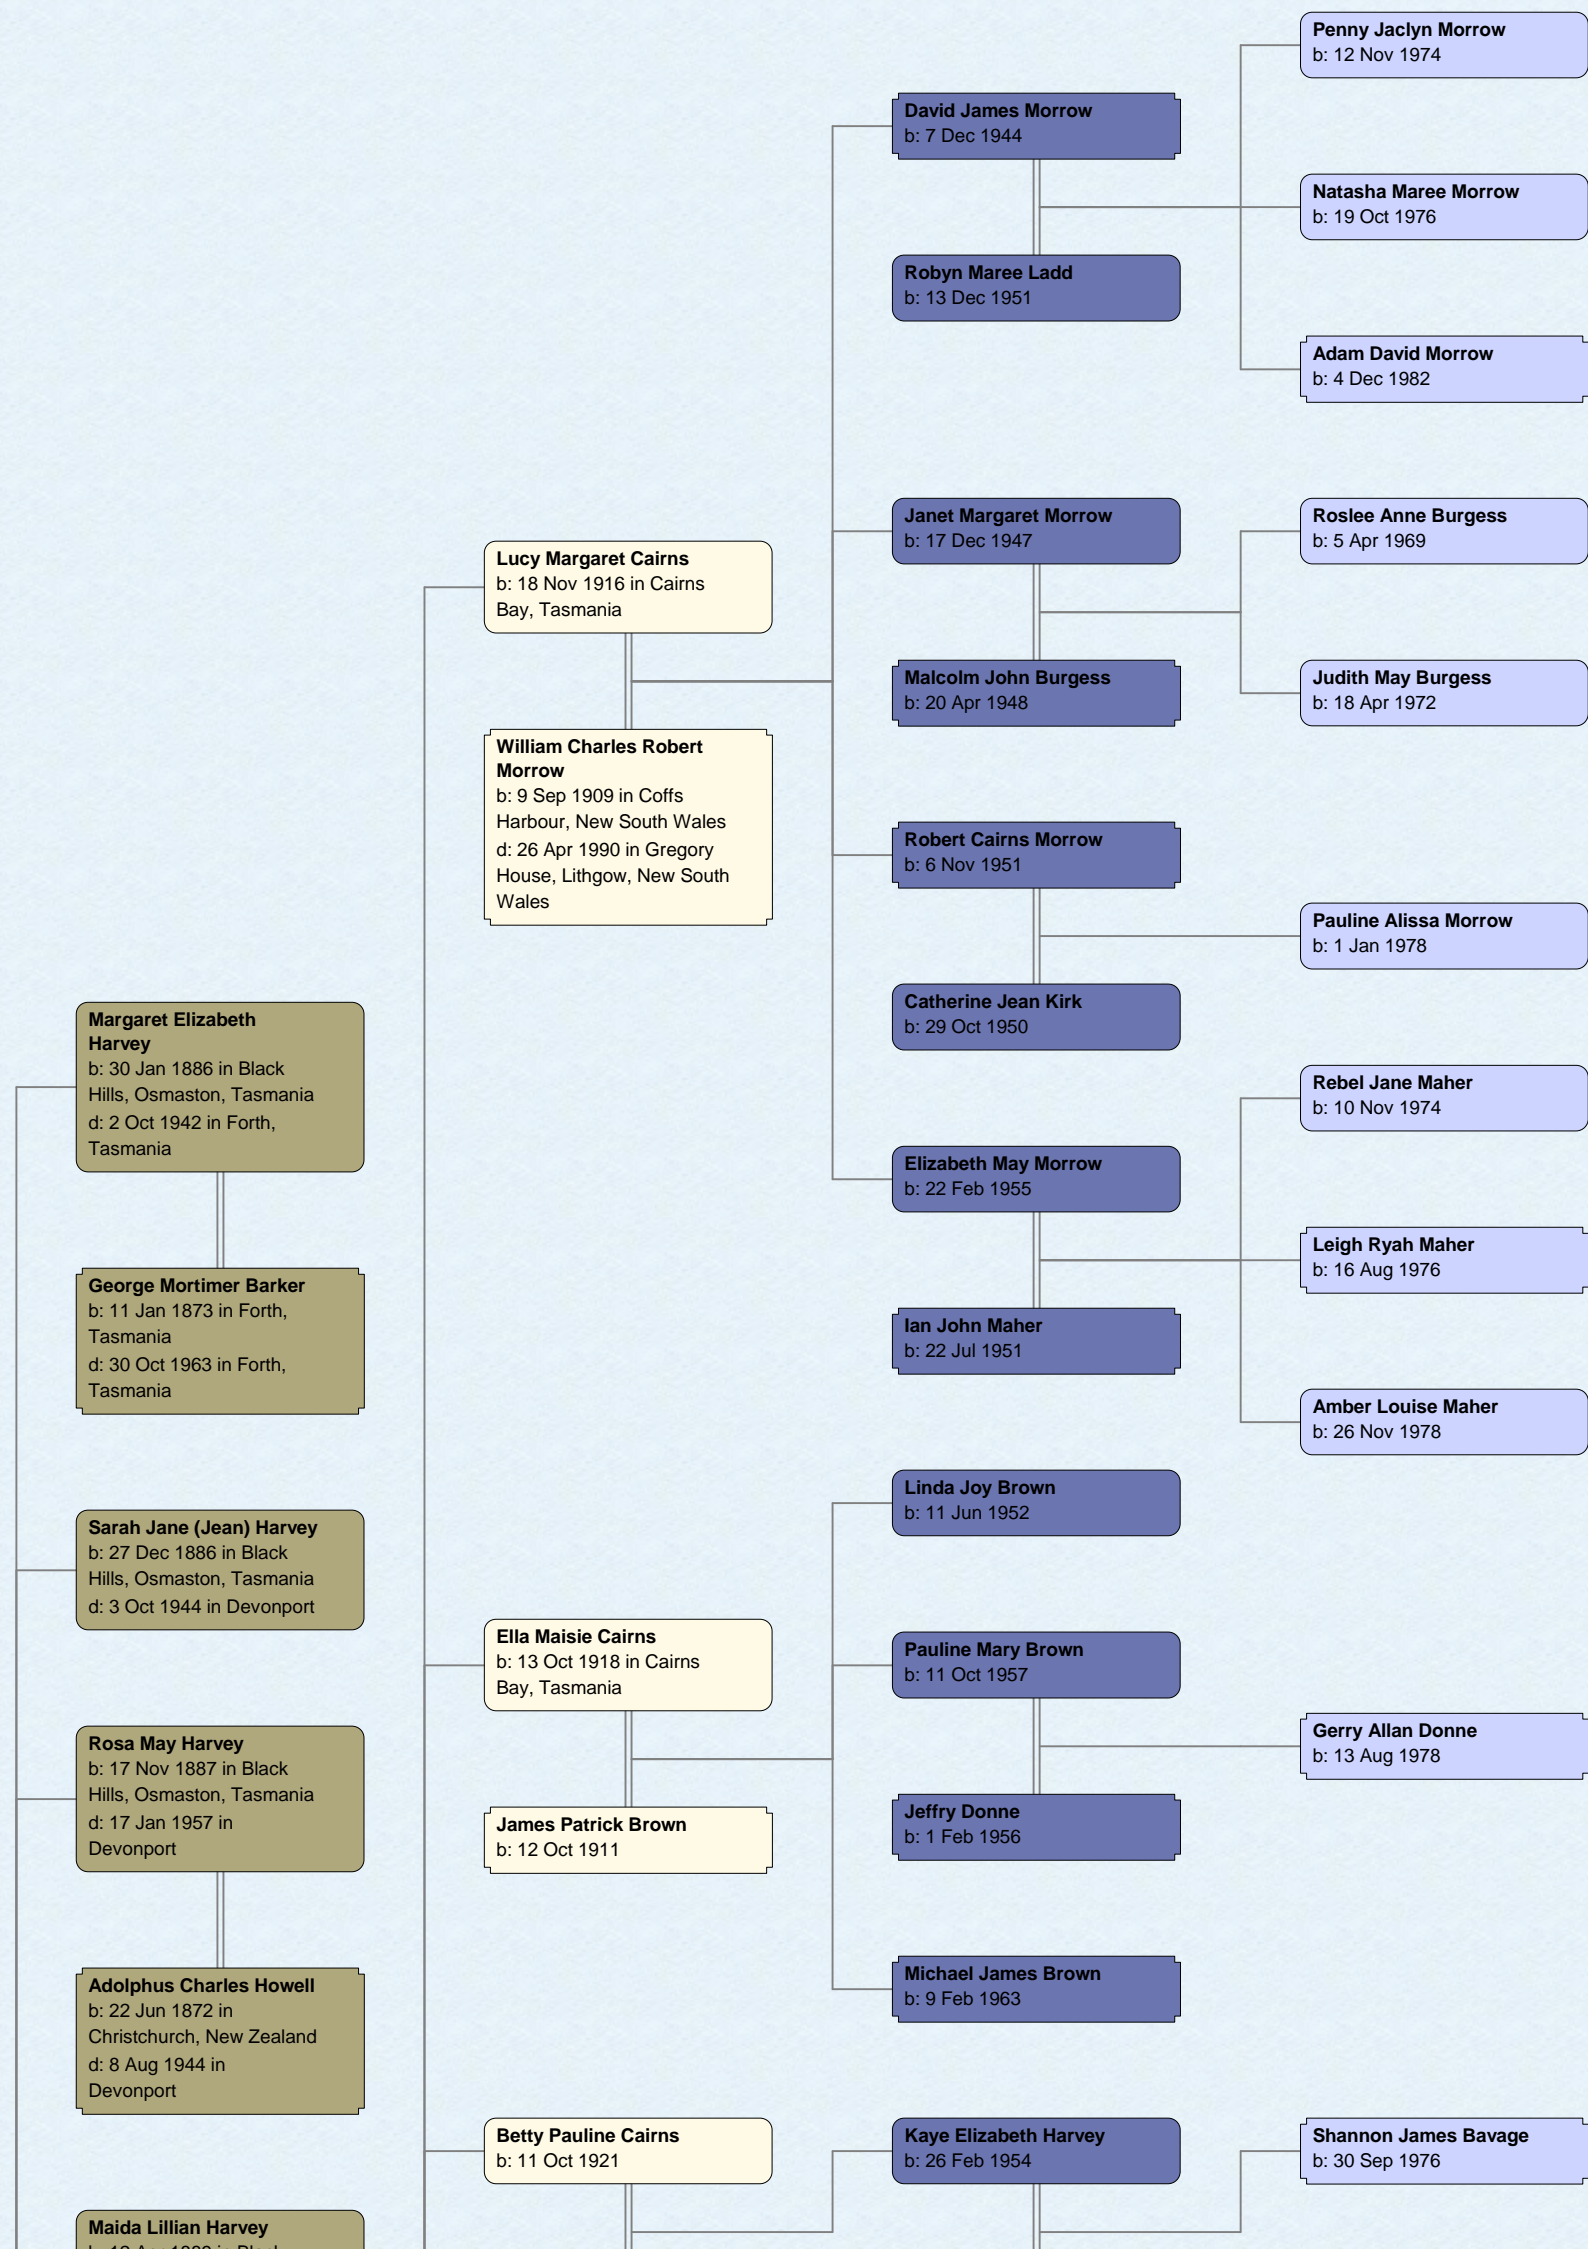 Penny Jaclyn Morrow
b: 12 Nov 1974
David James Morrow
b: 7 Dec 1944
Natasha Maree Morrow
b: 19 Oct 1976
Robyn Maree Ladd
b: 13 Dec 1951
Adam David Morrow
b: 4 Dec 1982
Janet Margaret Morrow
b: 17 Dec 1947
Roslee Anne Burgess
b: 5 Apr 1969
Lucy Margaret Cairns
b: 18 Nov 1916 in Cairns
Bay, Tasmania
Malcolm John Burgess
b: 20 Apr 1948
Judith May Burgess
b: 18 Apr 1972
William Charles Robert
Morrow
b: 9 Sep 1909 in Coffs
Harbour, New South Wales
d: 26 Apr 1990 in Gregory
House, Lithgow, New South
Wales
Robert Cairns Morrow
b: 6 Nov 1951
Pauline Alissa Morrow
b: 1 Jan 1978
Catherine Jean Kirk
b: 29 Oct 1950
Margaret Elizabeth
Harvey
b: 30 Jan 1886 in Black
Hills, Osmaston, Tasmania
d: 2 Oct 1942 in Forth,
Tasmania
Rebel Jane Maher
b: 10 Nov 1974
Elizabeth May Morrow
b: 22 Feb 1955
Leigh Ryah Maher
b: 16 Aug 1976
George Mortimer Barker
b: 11 Jan 1873 in Forth,
Tasmania
d: 30 Oct 1963 in Forth,
Tasmania
Ian John Maher
b: 22 Jul 1951
Amber Louise Maher
b: 26 Nov 1978
Linda Joy Brown
b: 11 Jun 1952
Sarah Jane (Jean) Harvey
b: 27 Dec 1886 in Black
Hills, Osmaston, Tasmania
d: 3 Oct 1944 in Devonport
Ella Maisie Cairns
b: 13 Oct 1918 in Cairns
Bay, Tasmania
Pauline Mary Brown
b: 11 Oct 1957
Gerry Allan Donne
b: 13 Aug 1978
Rosa May Harvey
b: 17 Nov 1887 in Black
Hills, Osmaston, Tasmania
d: 17 Jan 1957 in
Devonport
Jeffry Donne
b: 1 Feb 1956
James Patrick Brown
b: 12 Oct 1911
Michael James Brown
b: 9 Feb 1963
Adolphus Charles Howell
b: 22 Jun 1872 in
Christchurch, New Zealand
d: 8 Aug 1944 in
Devonport
Betty Pauline Cairns
b: 11 Oct 1921
Kaye Elizabeth Harvey
b: 26 Feb 1954
Shannon James Bavage
b: 30 Sep 1976
Maida Lillian Harvey